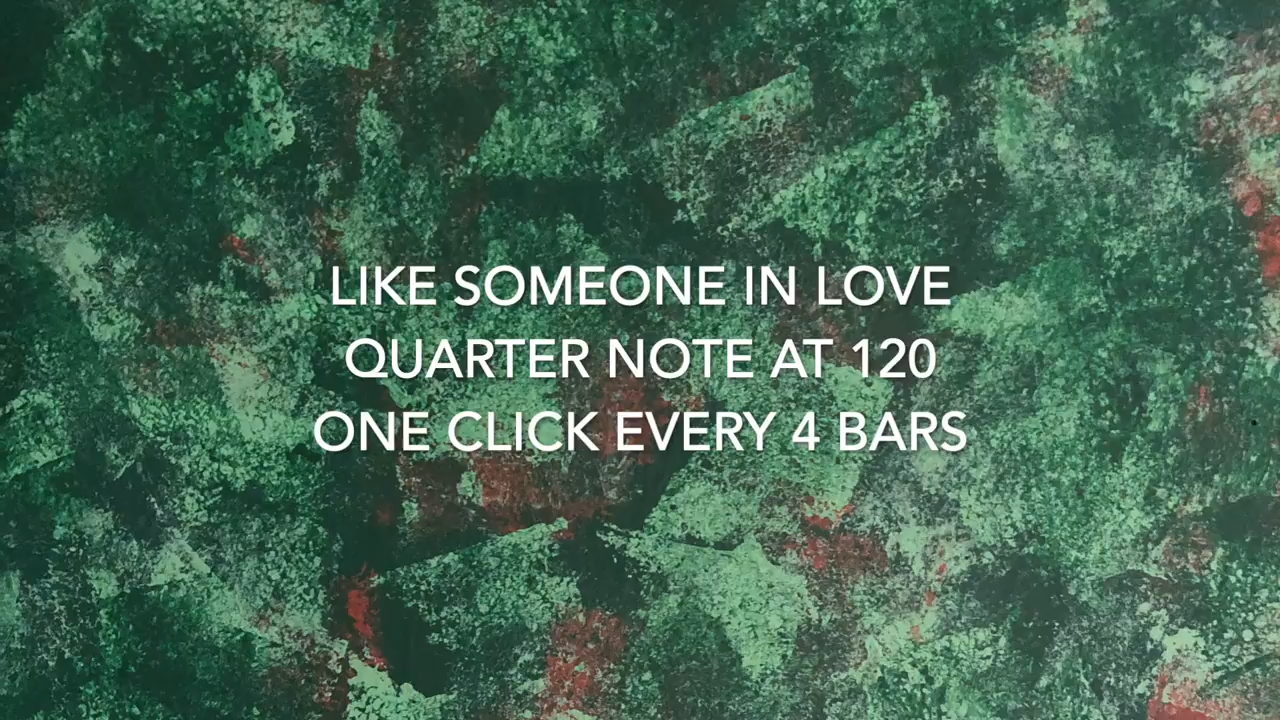 LIKE SOMEONE IN LOVE
QUARTER NOTE AT 120
ONE CLICK EVERY 4 BARS